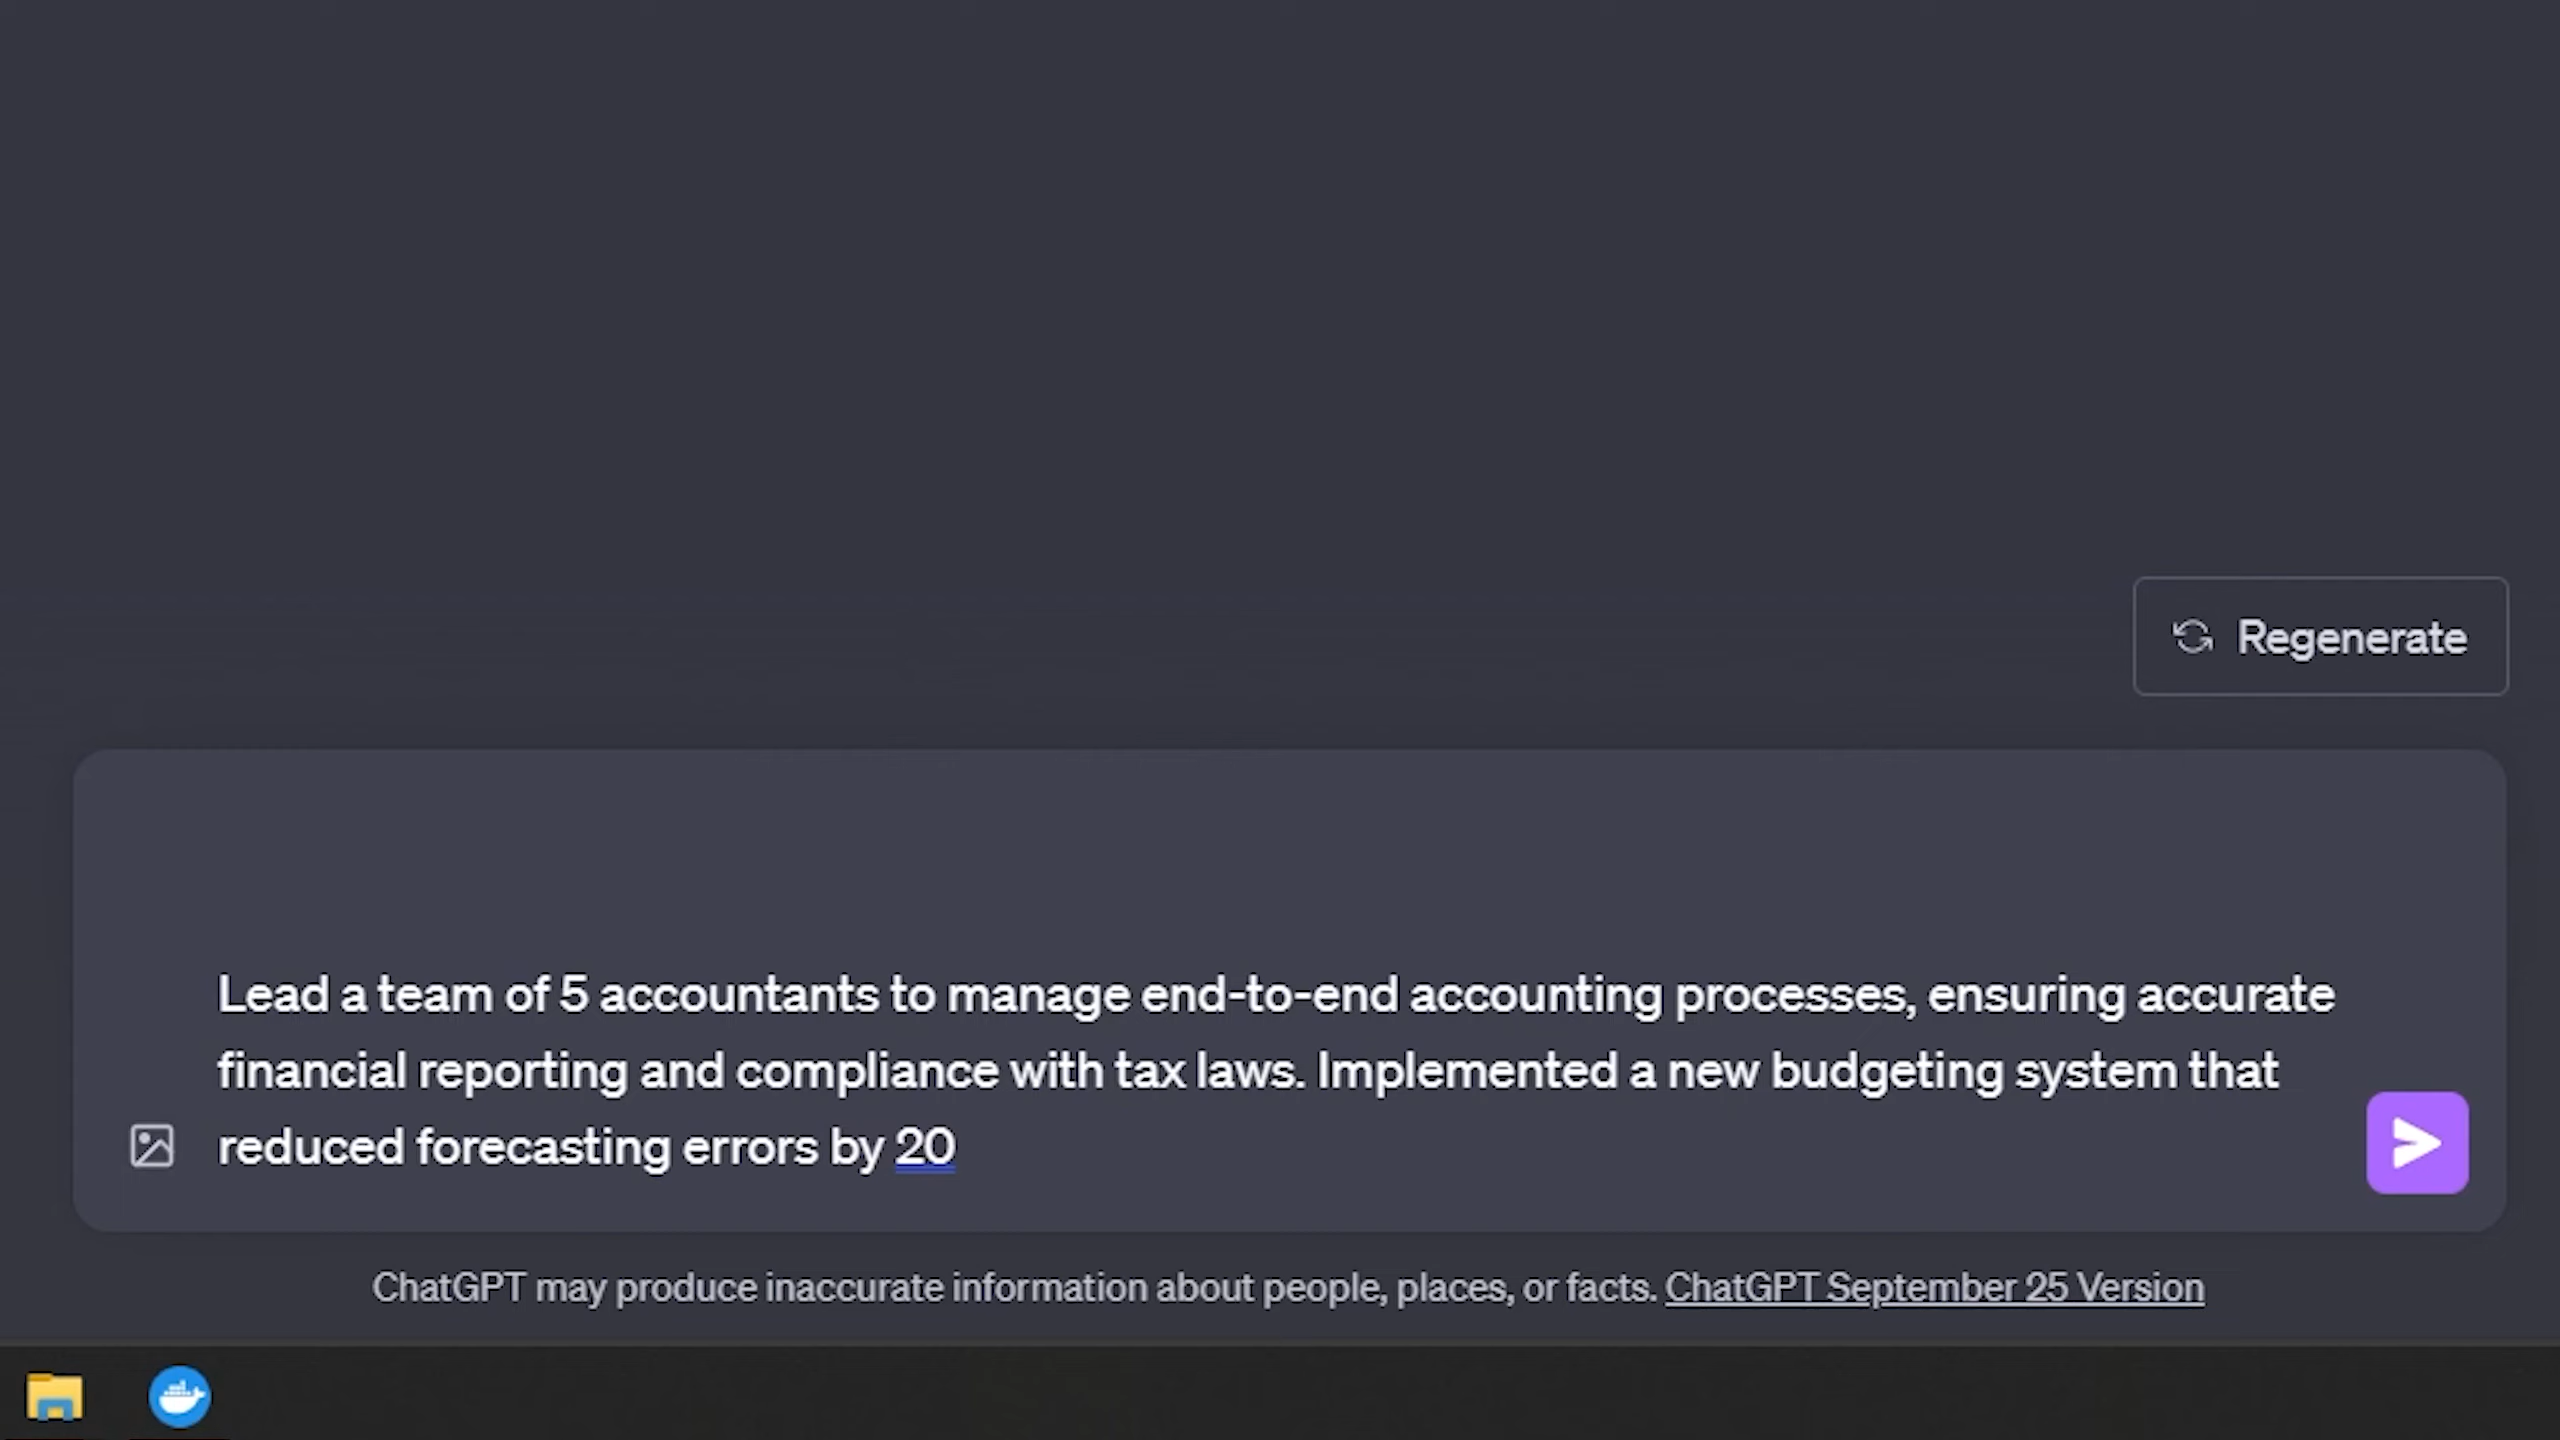 Regenerate
Lead a team of 5 accountants to manage end-to-end accounting processes, ensuring accurate
financial reporting and compliance with tax laws. Implemented a new budgeting system that
reduced forecasting errors by 20
ChatGPT may produce inaccurate information about people, places, or facts. ChatGPT September 25 Version